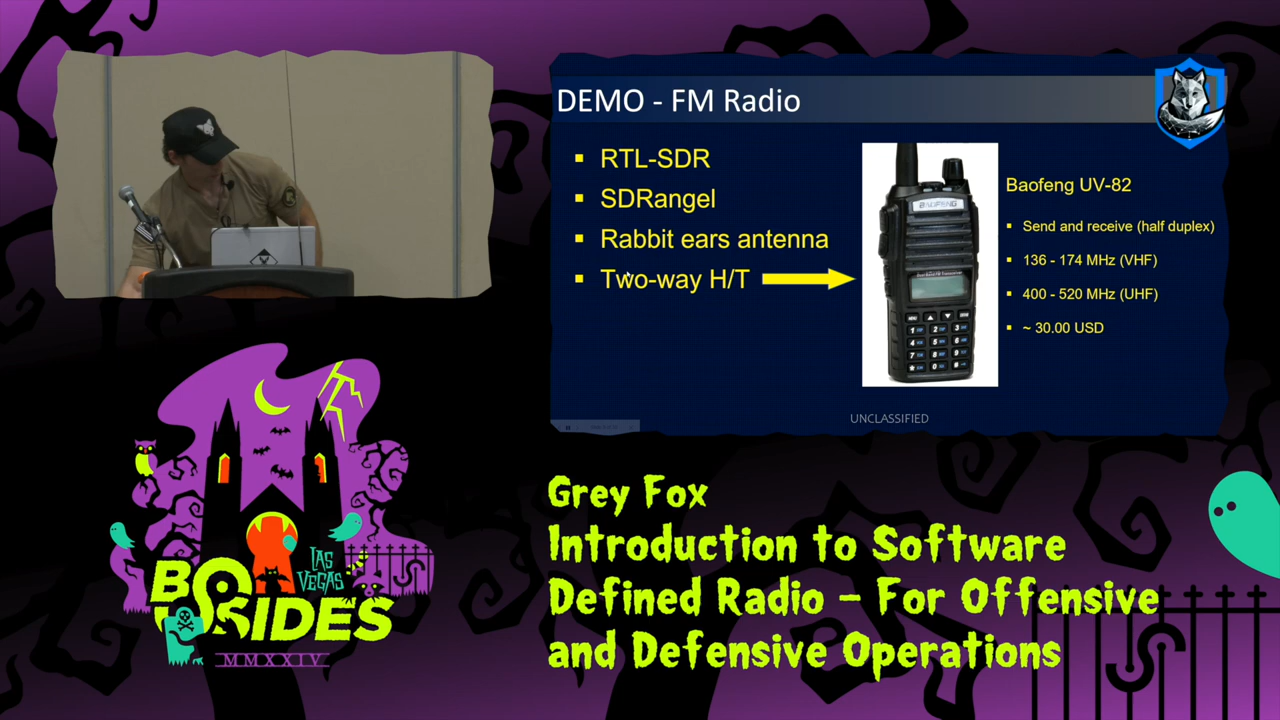 DEMO - FM Radio
▪ RTL-SDR
▪ SDRangel
▪ Rabbit ears antenna
▪ Two-way H/T
BAOFENG
Baofeng UV-82
▪ Send and receive (half duplex)
▪ 136 - 174 MHz (VHF)
▪ 400 - 520 MHz (UHF)
▪ ~ 30.00 USD
UNCLASSIFIED
LAS
VEGAS
BSIDES
MMXXIV
Grey Fox
Introduction to Software
Defined Radio – For Offensive
and Defensive Operations